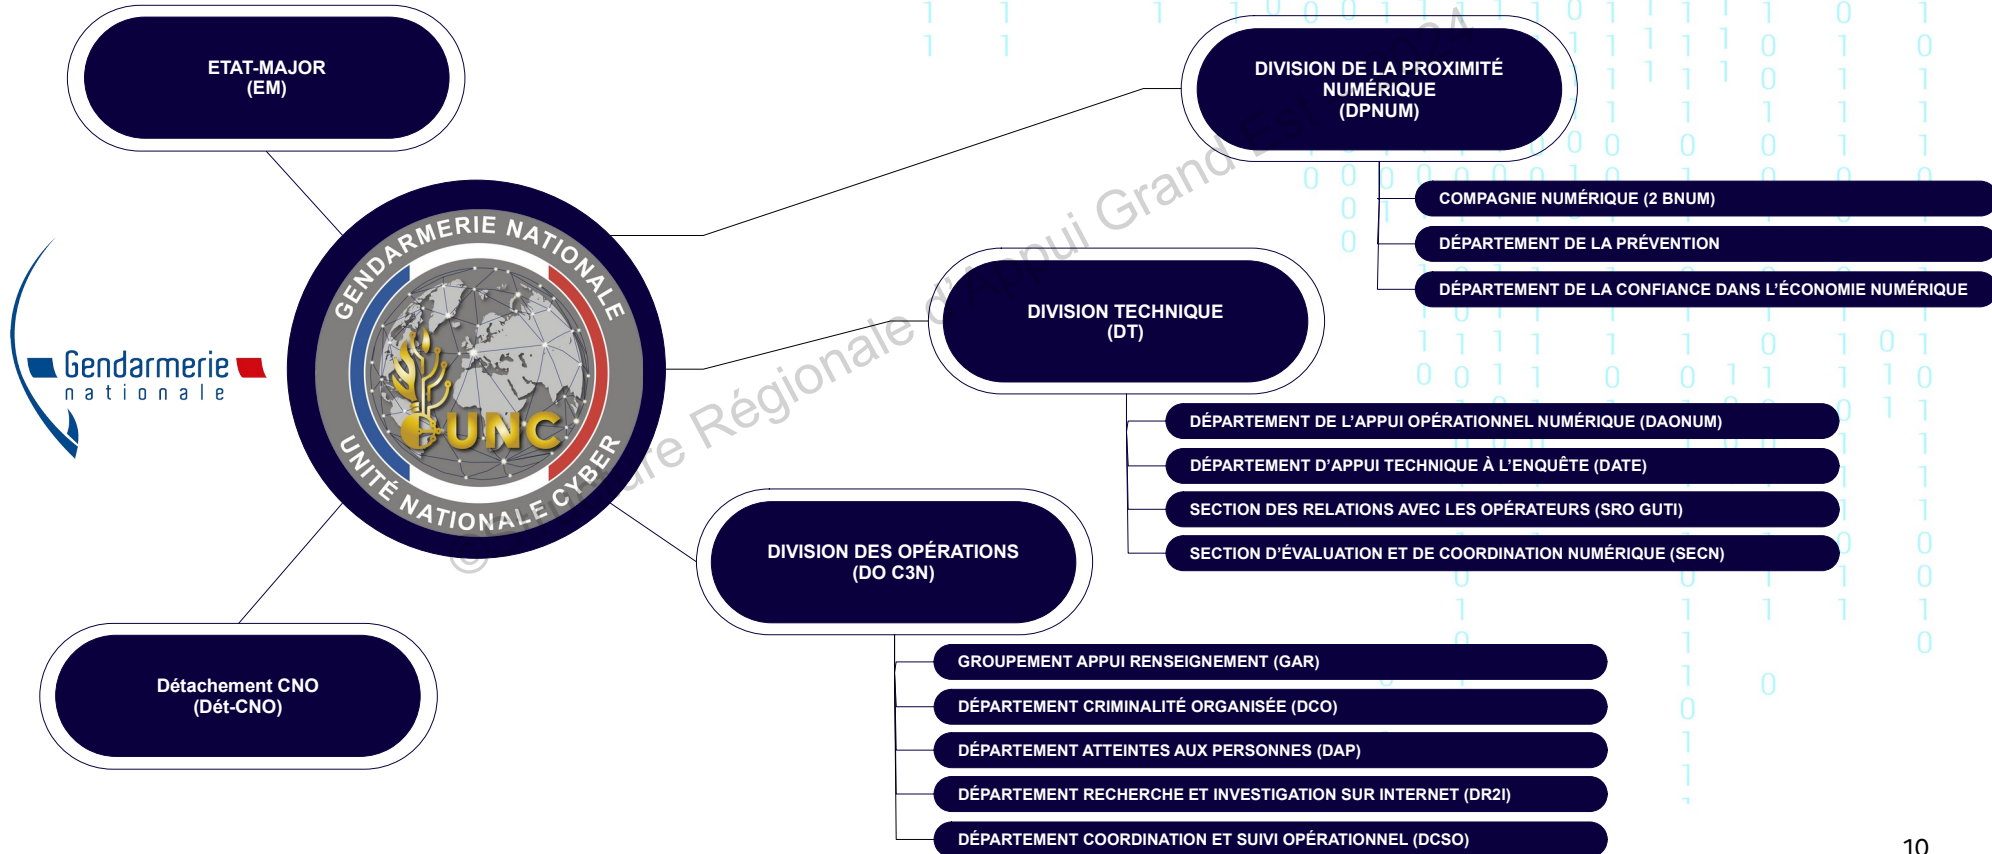 ETAT-MAJOR
(EM)
DIVISION DE LA PROXIMITÉ
NUMÉRIQUE
(DPNUM)
COMPAGNIE NUMÉRIQUE (2 BNUM)
DÉPARTEMENT DE LA PRÉVENTION
DÉPARTEMENT DE LA CONFIANCE DANS L'ÉCONOMIE NUMÉRIQUE
GENDARMERIE NATIONALE
UNC
UNITÉ NATIONALE CYBER
Gendarmerie
nationale
DIVISION TECHNIQUE
(DT)
DÉPARTEMENT DE L'APPUI OPÉRATIONNEL NUMÉRIQUE (DAONUM)
DÉPARTEMENT D'APPUI TECHNIQUE À L'ENQUÊTE (DATE)
SECTION DES RELATIONS AVEC LES OPÉRATEURS (SRO GUTI)
SECTION D'ÉVALUATION ET DE COORDINATION NUMÉRIQUE (SECN)
DIVISION DES OPÉRATIONS
(DO C3N)
GROUPEMENT APPUI RENSEIGNEMENT (GAR)
DÉPARTEMENT CRIMINALITÉ ORGANISÉE (DCO)
DÉPARTEMENT ATTEINTES AUX PERSONNES (DAP)
DÉPARTEMENT RECHERCHE ET INVESTIGATION SUR INTERNET (DR2I)
DÉPARTEMENT COORDINATION ET SUIVI OPÉRATIONNEL (DCSO)
Détachement CNO
(Dét-CNO)
Régionale d'Appui Grand Est
10